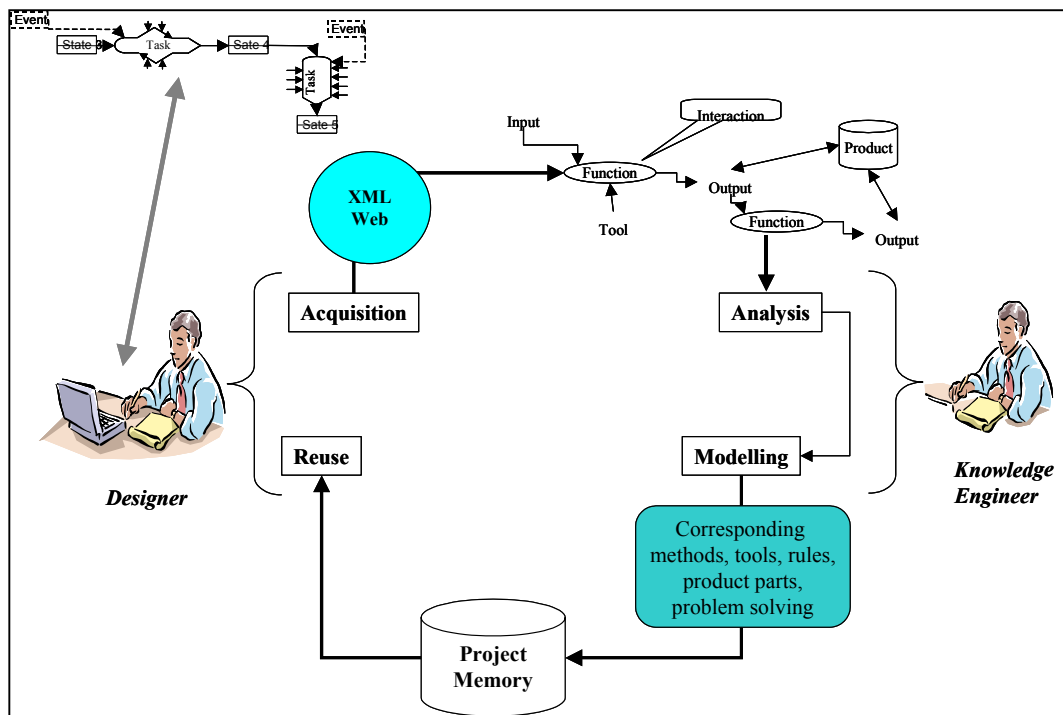 Event
Event
State 3
Task
Sate 4
Task
Sate 5
Interaction
Input
Product
Function
Output
XML
Web
Tool
Function
Output
Acquisition
Analysis
Reuse
Modelling
Designer
Knowledge
Engineer
Corresponding
methods, tools, rules,
product parts,
problem solving
Project
Memory